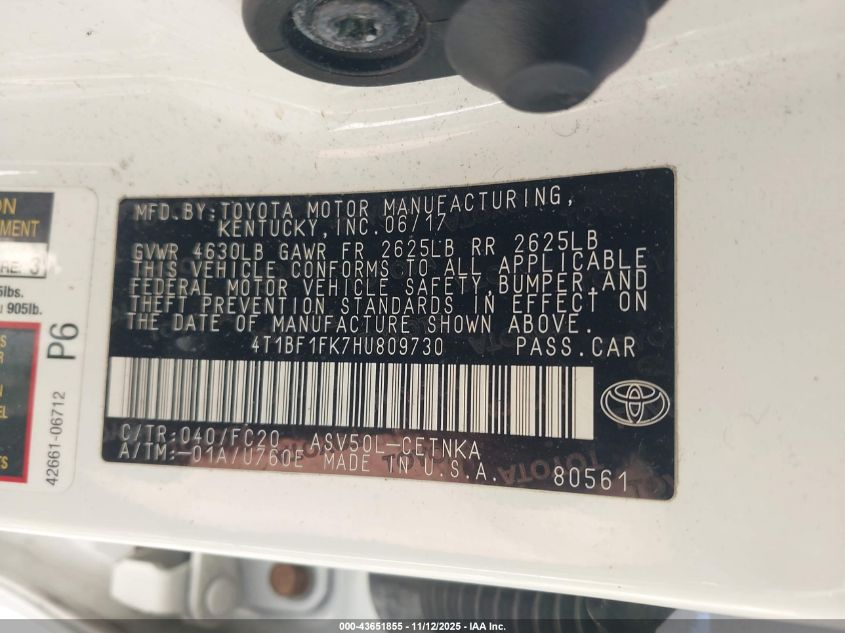 MFD.BY:TOYOTA MOTOR MANUFACTURING,
KENTUCKY,INC.06/17
GVWR 4630LB GAWR FR 2625LB RR 2625LB
THIS VEHICLE CONFORMS TO ALL APPLICABLE
FEDERAL MOTOR VEHICLE SAFETY,BUMPER,AND
THEFT PREVENTION STANDARDS IN EFFECT ON
THE DATE OF MANUFACTURE SHOWN ABOVE.
4T1BF1FK7HU809730 PASS.CAR
C/TR:040/FC20 ASV50L-CETNKA
A/TM:-01A/U760E MADE IN U.S.A.
80561
P6
42661-06712
905lb.
000-43651855 - 11/12/2025 - IAA Inc.